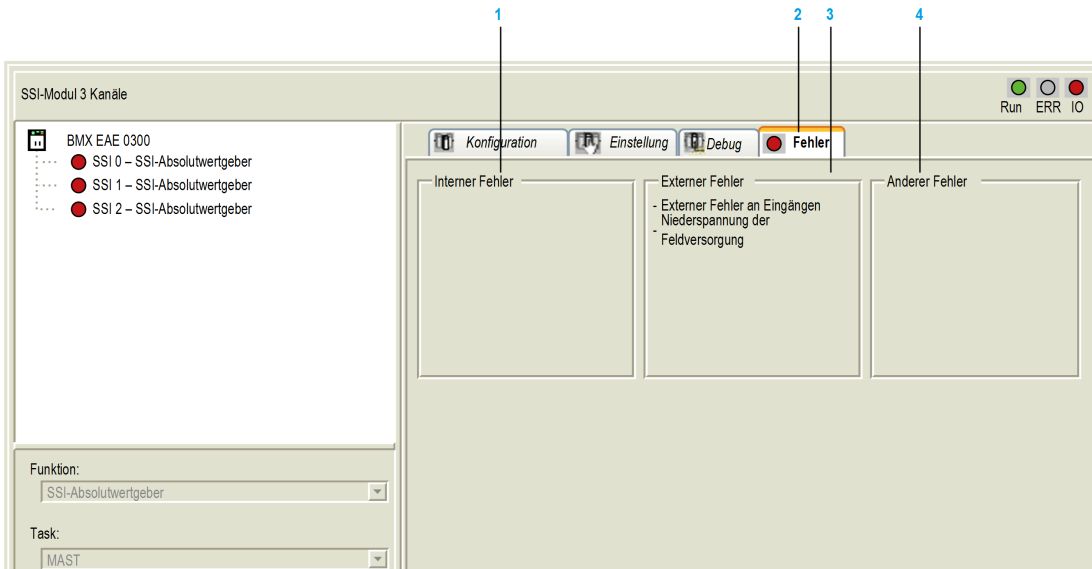 1 2 3 4
SSI-Modul 3 Kanäle
Run ERR IO
BMX EAE 0300
SSI 0 – SSI-Absolutwertgeber
SSI 1 – SSI-Absolutwertgeber
SSI 2 – SSI-Absolutwertgeber
Konfiguration Einstellung Debug Fehler
Interner Fehler
Externer Fehler
- Externer Fehler an Eingängen
- Niederspannung der
Feldversorgung
Anderer Fehler
Funktion:
SSI-Absolutwertgeber
Task:
MAST